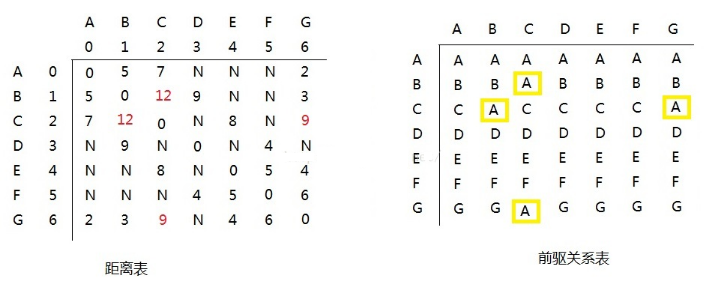 A B C D E F G
0 1 2 3 4 5 6
A 0 0 5 7 N N N 2
B 1 5 0 12 9 N N 3
C 2 7 12 0 N 8 N 9
D 3 N 9 N 0 N 4 N
E 4 N N 8 N 0 5 4
F 5 N N N 4 5 0 6
G 6 2 3 9 N 4 6 0
距离表
A B C D E F G
A A A A A A A A
B B B A B B B B
C C A C C C C A
D D D D D D D D
E E E E E E E E
F F F F F F F F
G G G A G G G G
前驱关系表